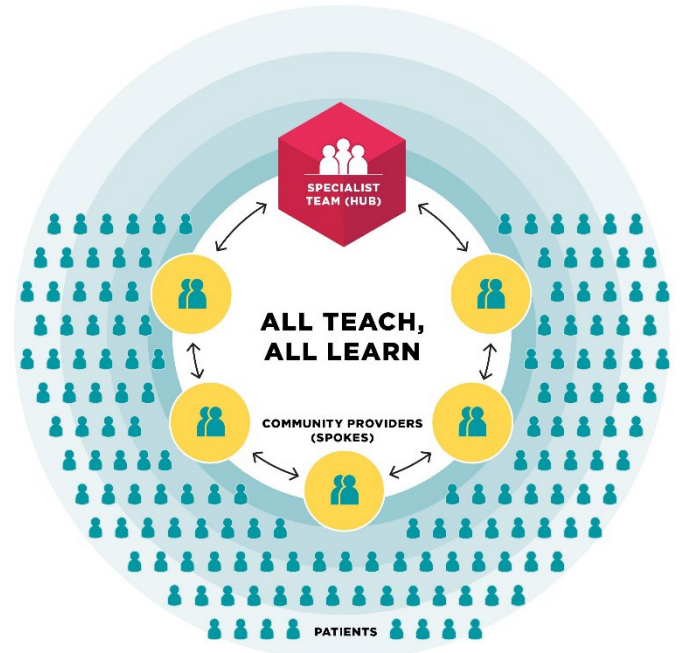 SPECIALIST
TEAM (HUB)
ALL TEACH,
ALL LEARN
COMMUNITY PROVIDERS
(SPOKES)
PATIENTS